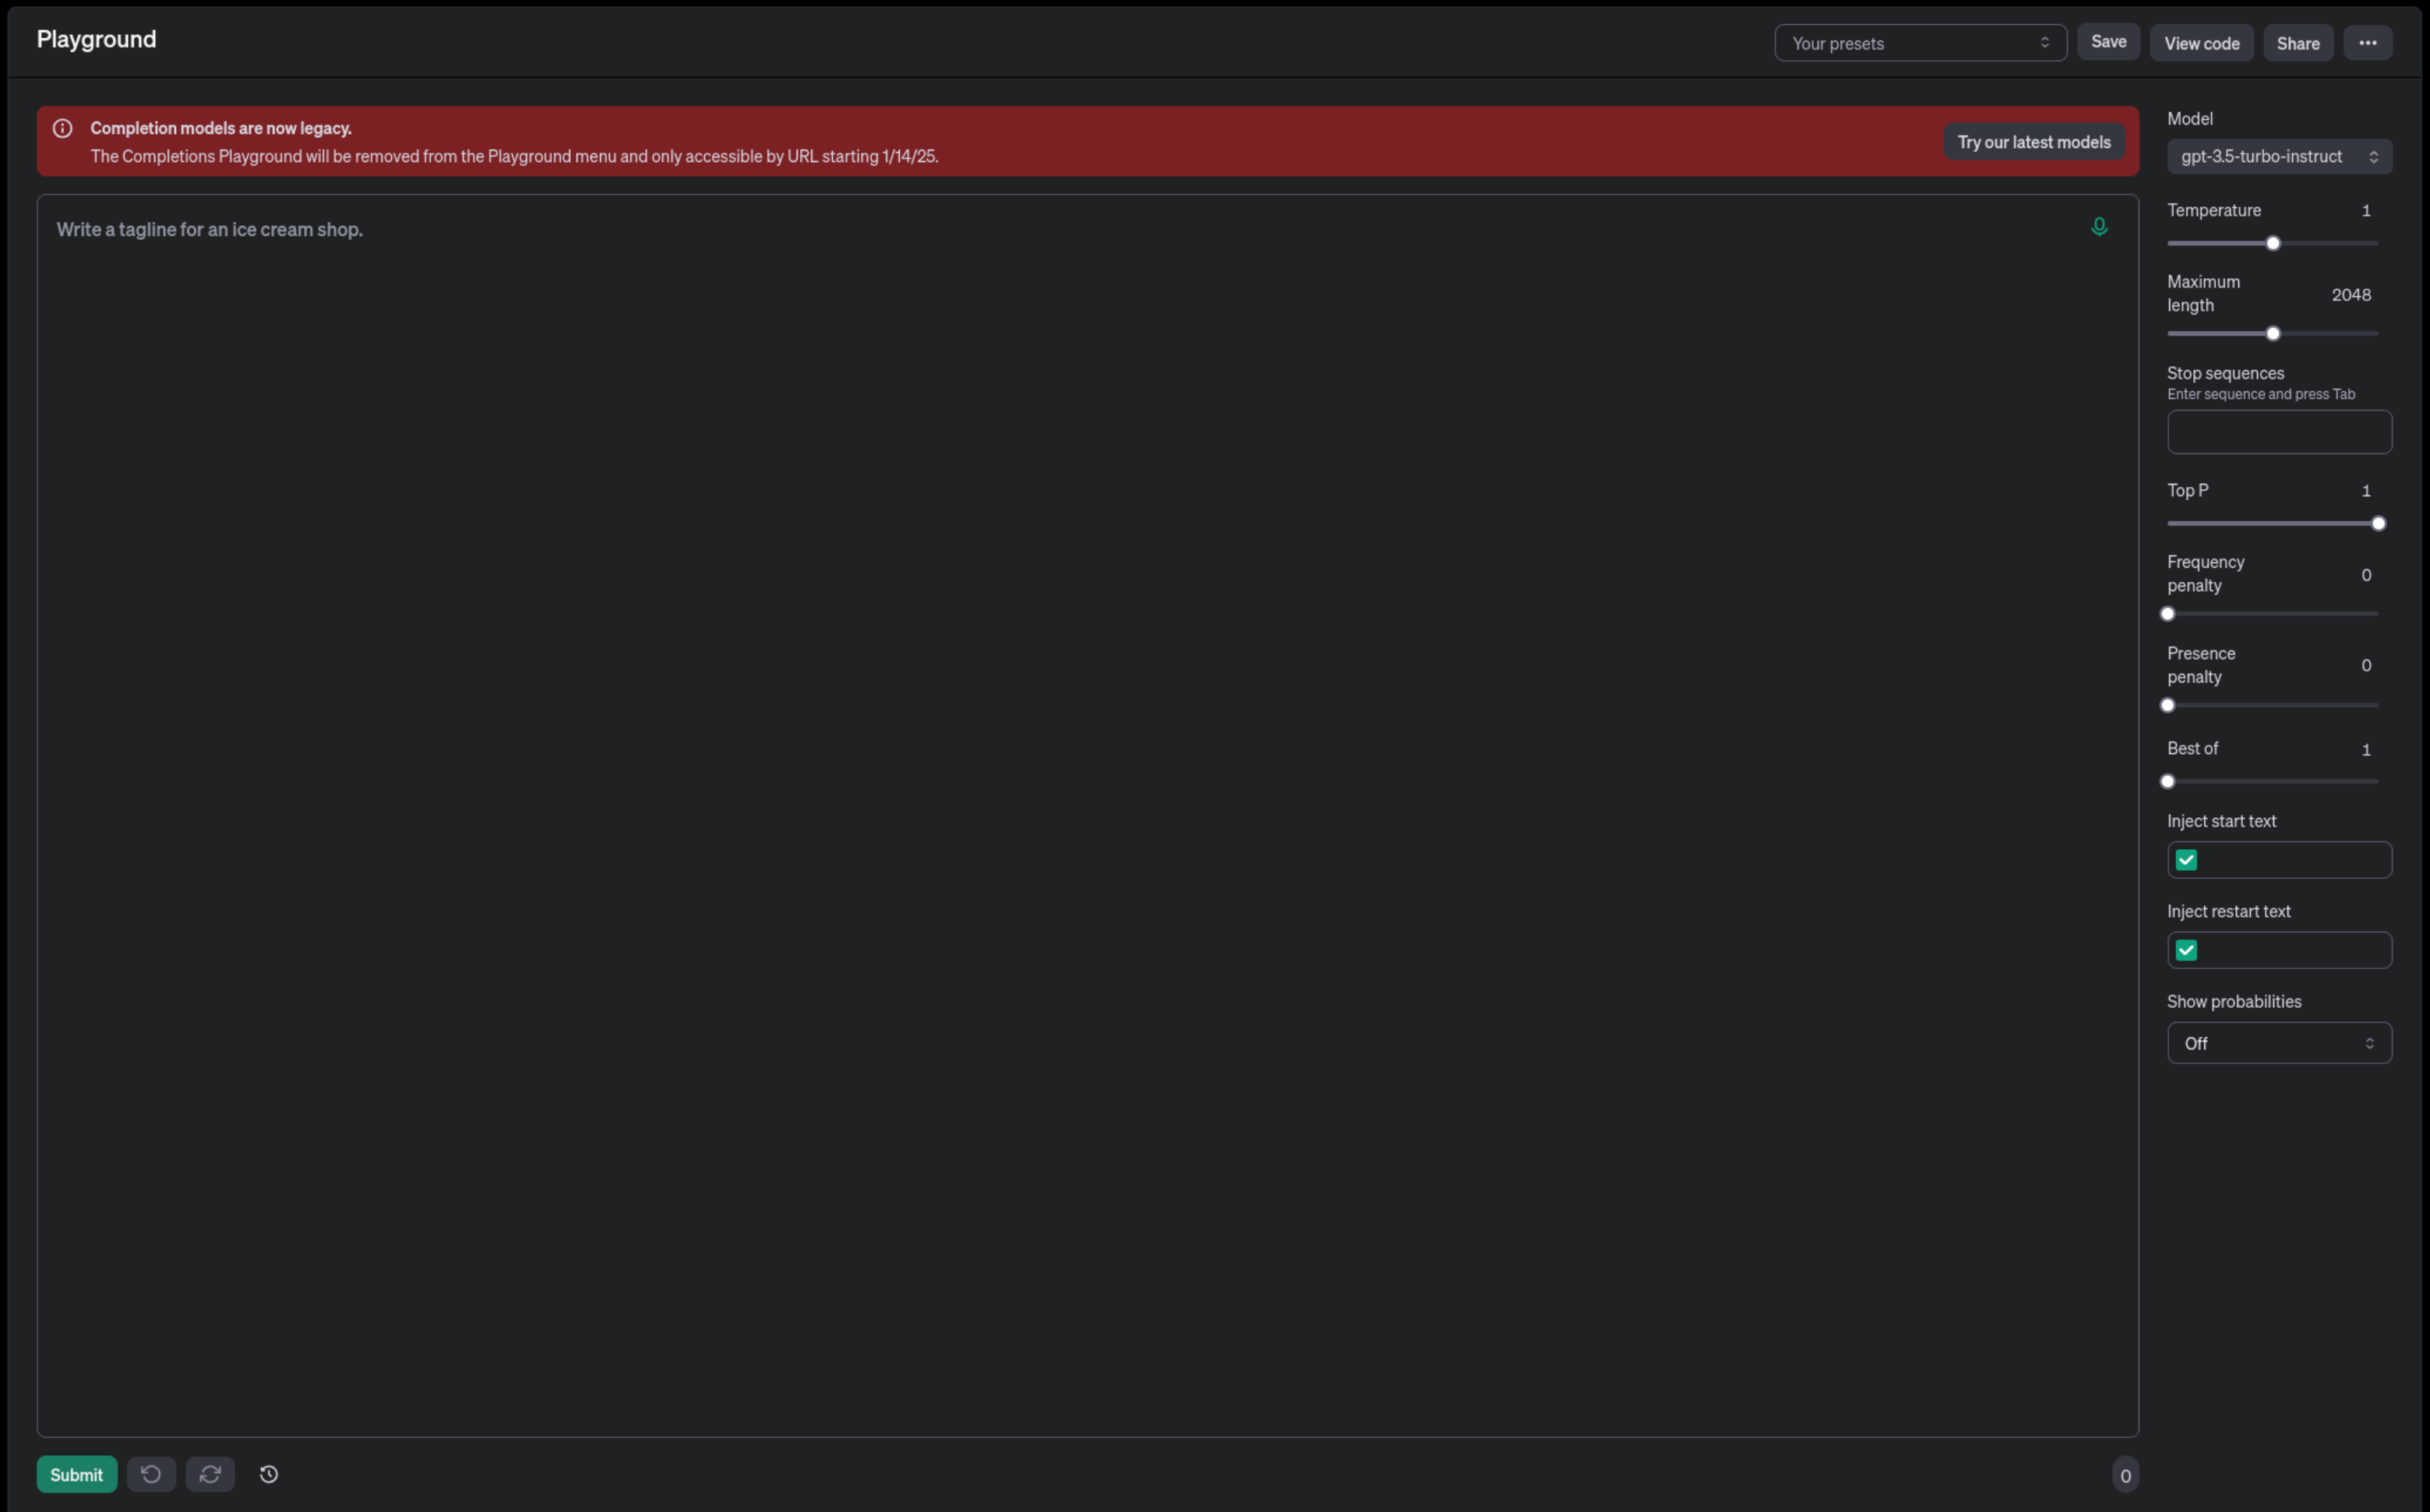 Playground
Your presets
Save
View code
Share
Completion models are now legacy.
The Completions Playground will be removed from the Playground menu and only accessible by URL starting 1/14/25.
Try our latest models
Write a tagline for an ice cream shop.
Model
gpt-3.5-turbo-instruct
Temperature 1
Maximum
length 2048
Stop sequences
Enter sequence and press Tab
Top P 1
Frequency
penalty 0
Presence
penalty 0
Best of 1
Inject start text
Inject restart text
Show probabilities
Off
Submit
0